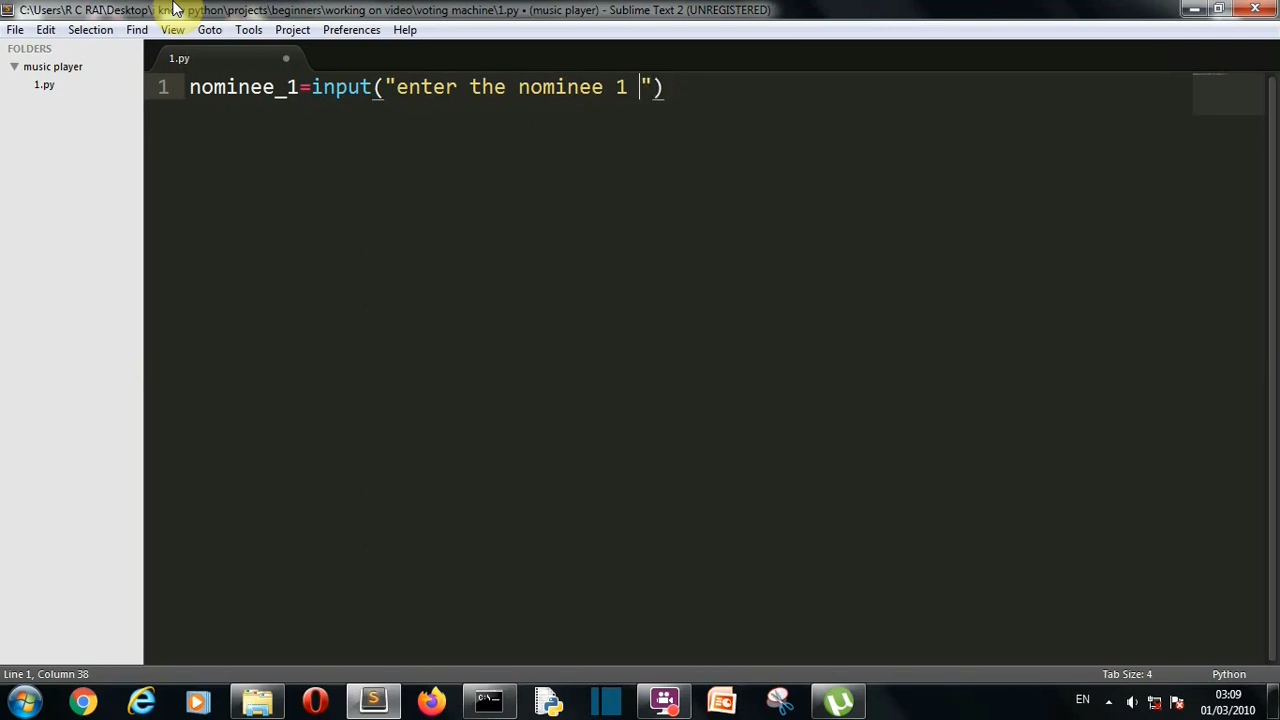 C:\Users\R C RAI\Desktop\i know python\projects\beginners\working on video\voting machine\1.py • (music player) - Sublime Text 2 (UNREGISTERED)
File Edit Selection Find View Goto Tools Project Preferences Help
FOLDERS
music player
1.py
1.py
1 nominee_1=input("enter the nominee 1 ")
Line 1, Column 38
Tab Size: 4
Python
EN
03:09
01/03/2010